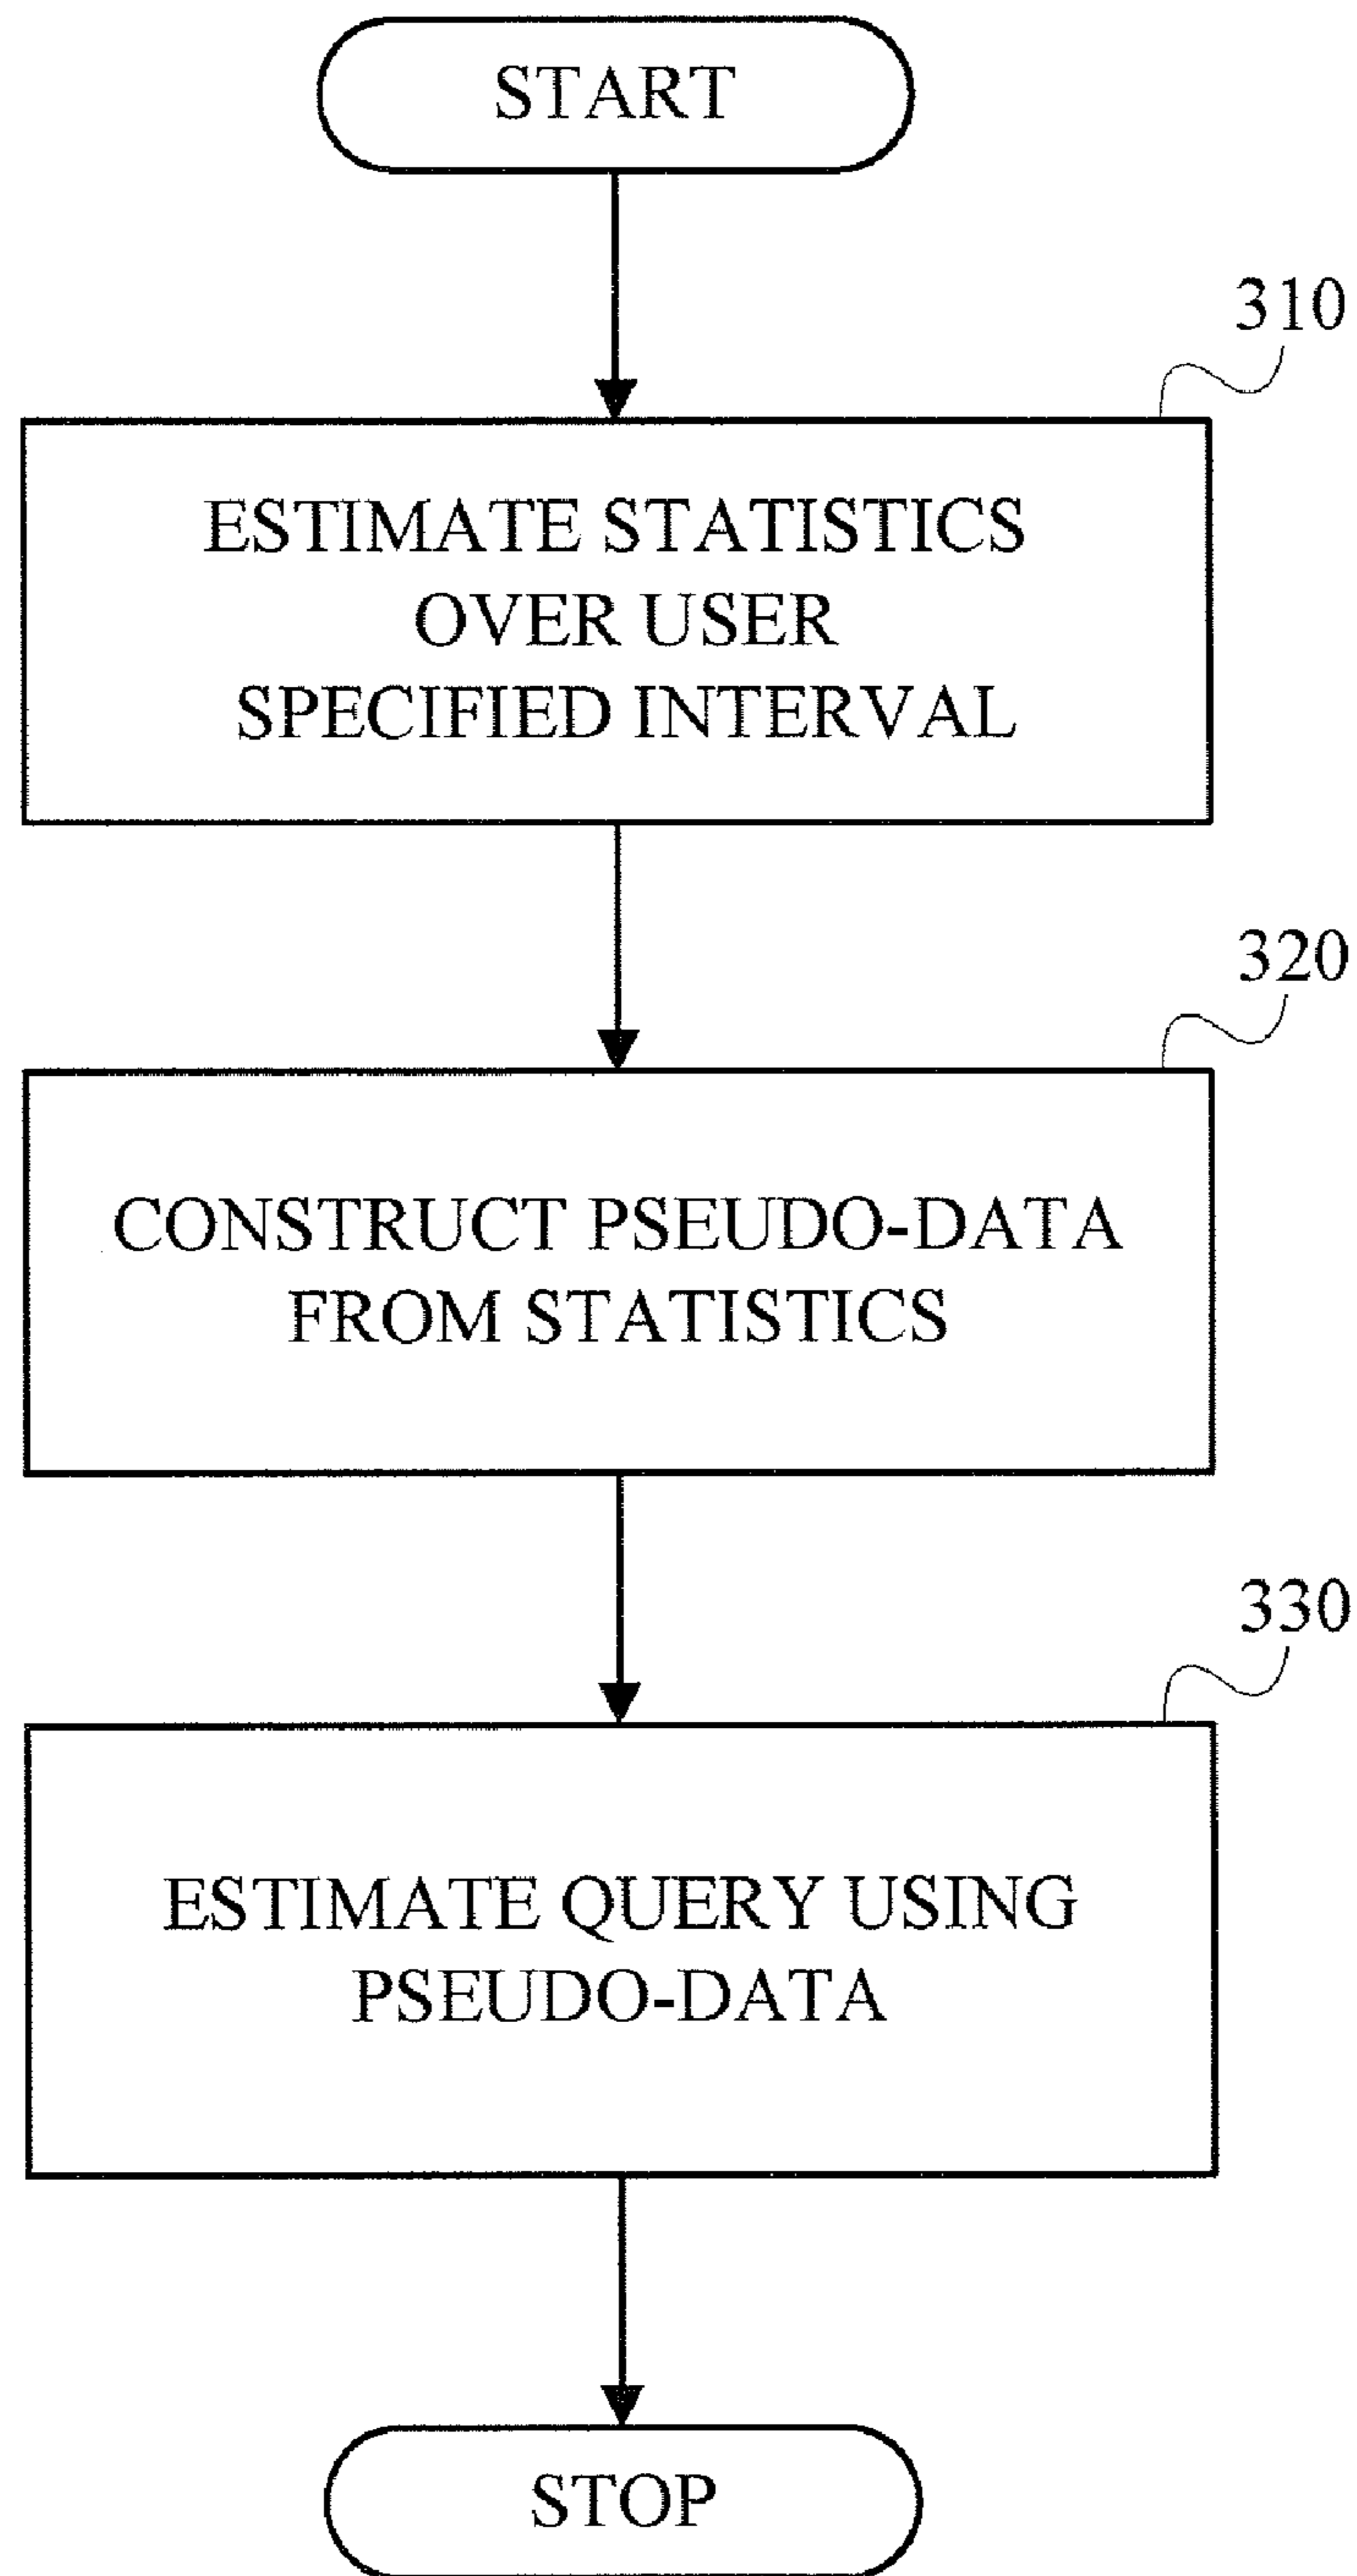 START
310
ESTIMATE STATISTICS
OVER USER
SPECIFIED INTERVAL
320
CONSTRUCT PSEUDO-DATA
FROM STATISTICS
330
ESTIMATE QUERY USING
PSEUDO-DATA
STOP